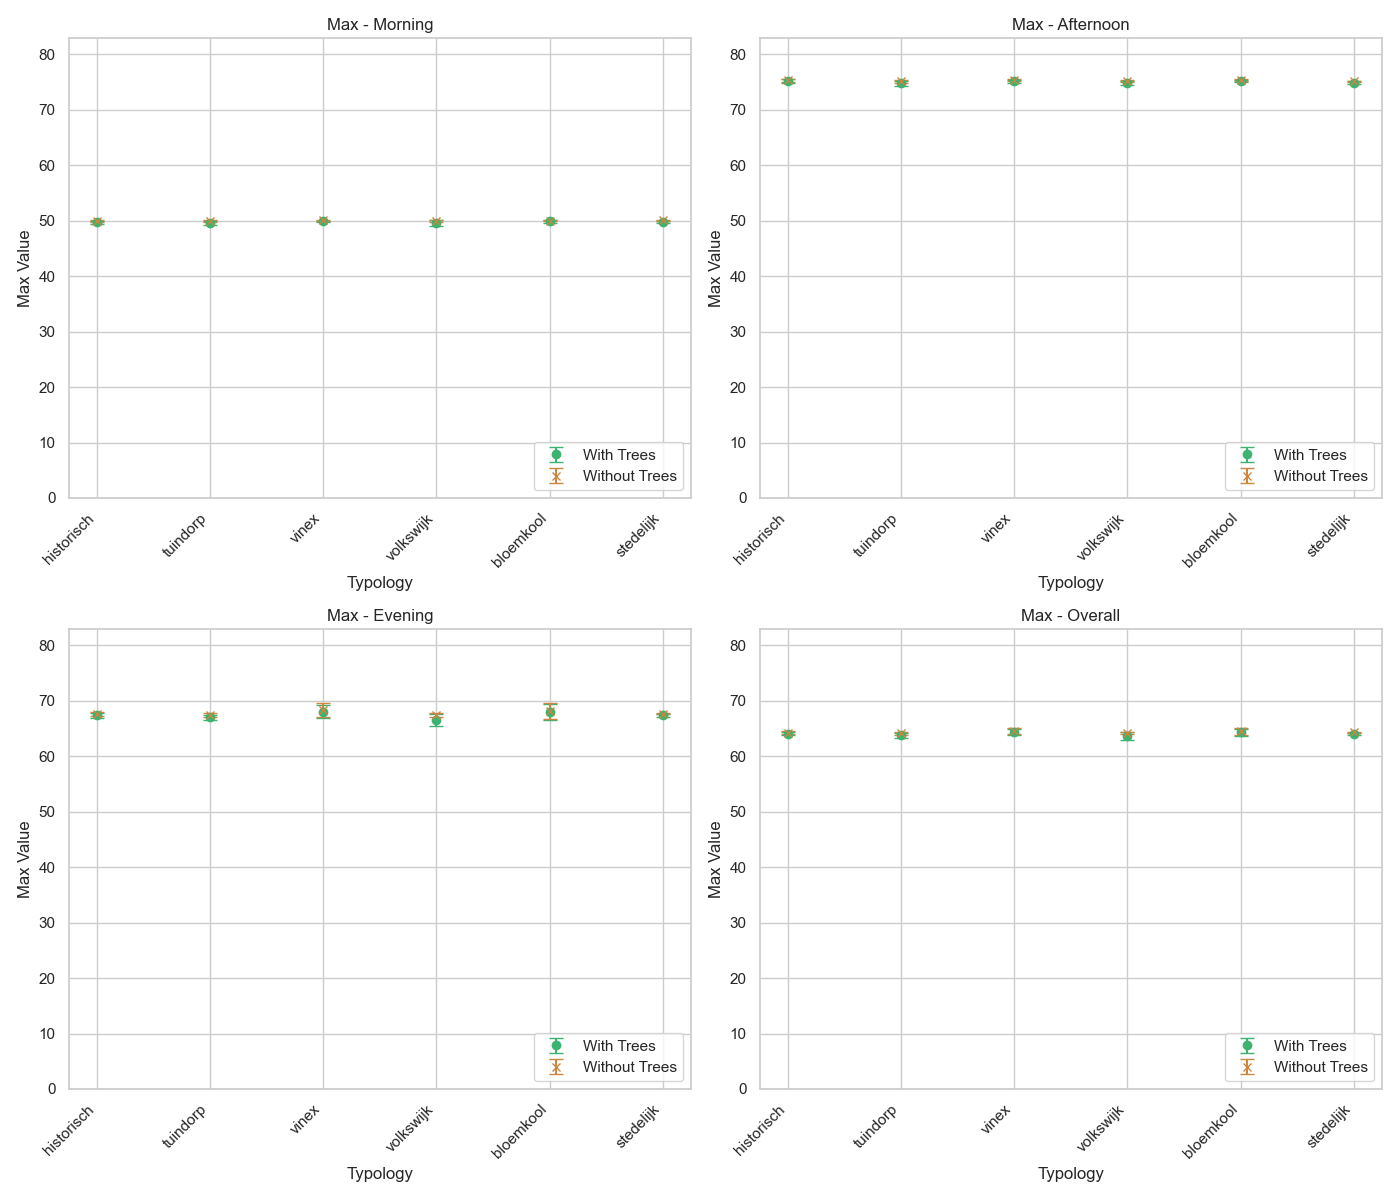 Max - Morning
80
70
60
50
40
30
20
10
0
Max Value
historisch
tuindorp
vinex
volkswijk
bloemkool
stedelijk
Typology
With Trees
Without Trees
Max - Afternoon
80
70
60
50
40
30
20
10
0
Max Value
historisch
tuindorp
vinex
volkswijk
bloemkool
stedelijk
Typology
With Trees
Without Trees
Max - Evening
80
70
60
50
40
30
20
10
0
Max Value
historisch
tuindorp
vinex
volkswijk
bloemkool
stedelijk
Typology
With Trees
Without Trees
Max - Overall
80
70
60
50
40
30
20
10
0
Max Value
historisch
tuindorp
vinex
volkswijk
bloemkool
stedelijk
Typology
With Trees
Without Trees